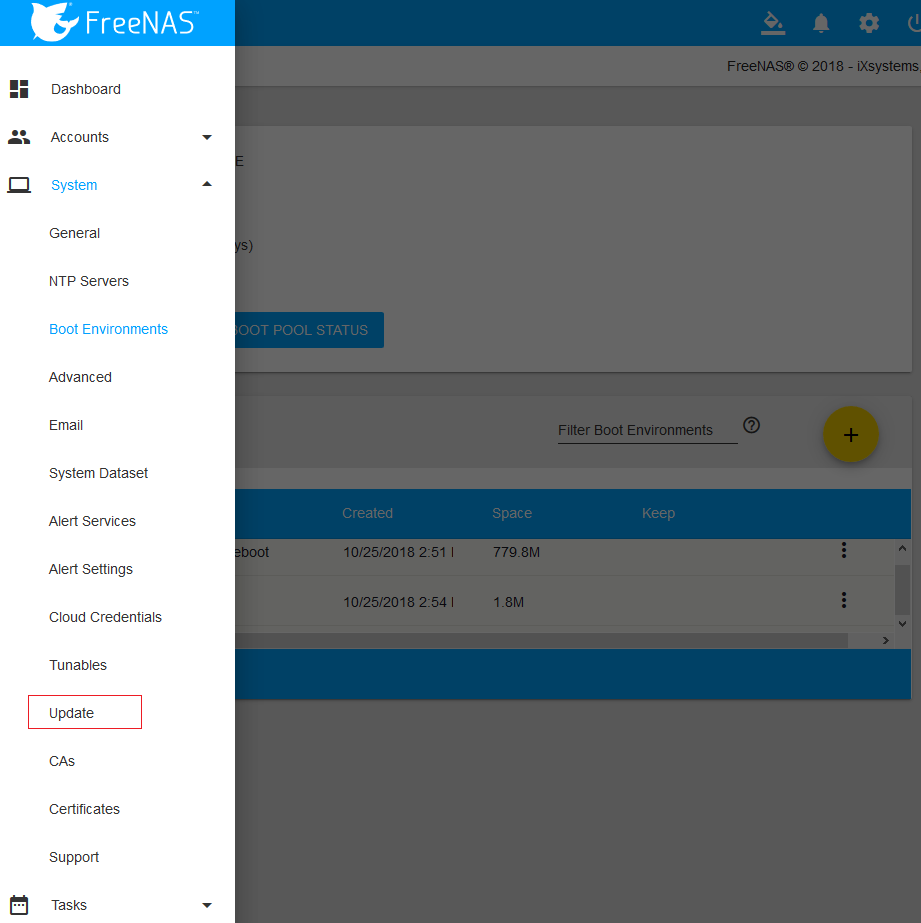 FreeNAS™
FreeNAS® © 2018 - iXsystems
Dashboard
Accounts
System
General
NTP Servers
Boot Environments
Advanced
Email
System Dataset
Alert Services
Alert Settings
Cloud Credentials
Tunables
Update
CAs
Certificates
Support
Tasks
E
ys)
OOT POOL STATUS
Filter Boot Environments
Created Space Keep
eboot 10/25/2018 2:51 779.8M
10/25/2018 2:54 1.8M